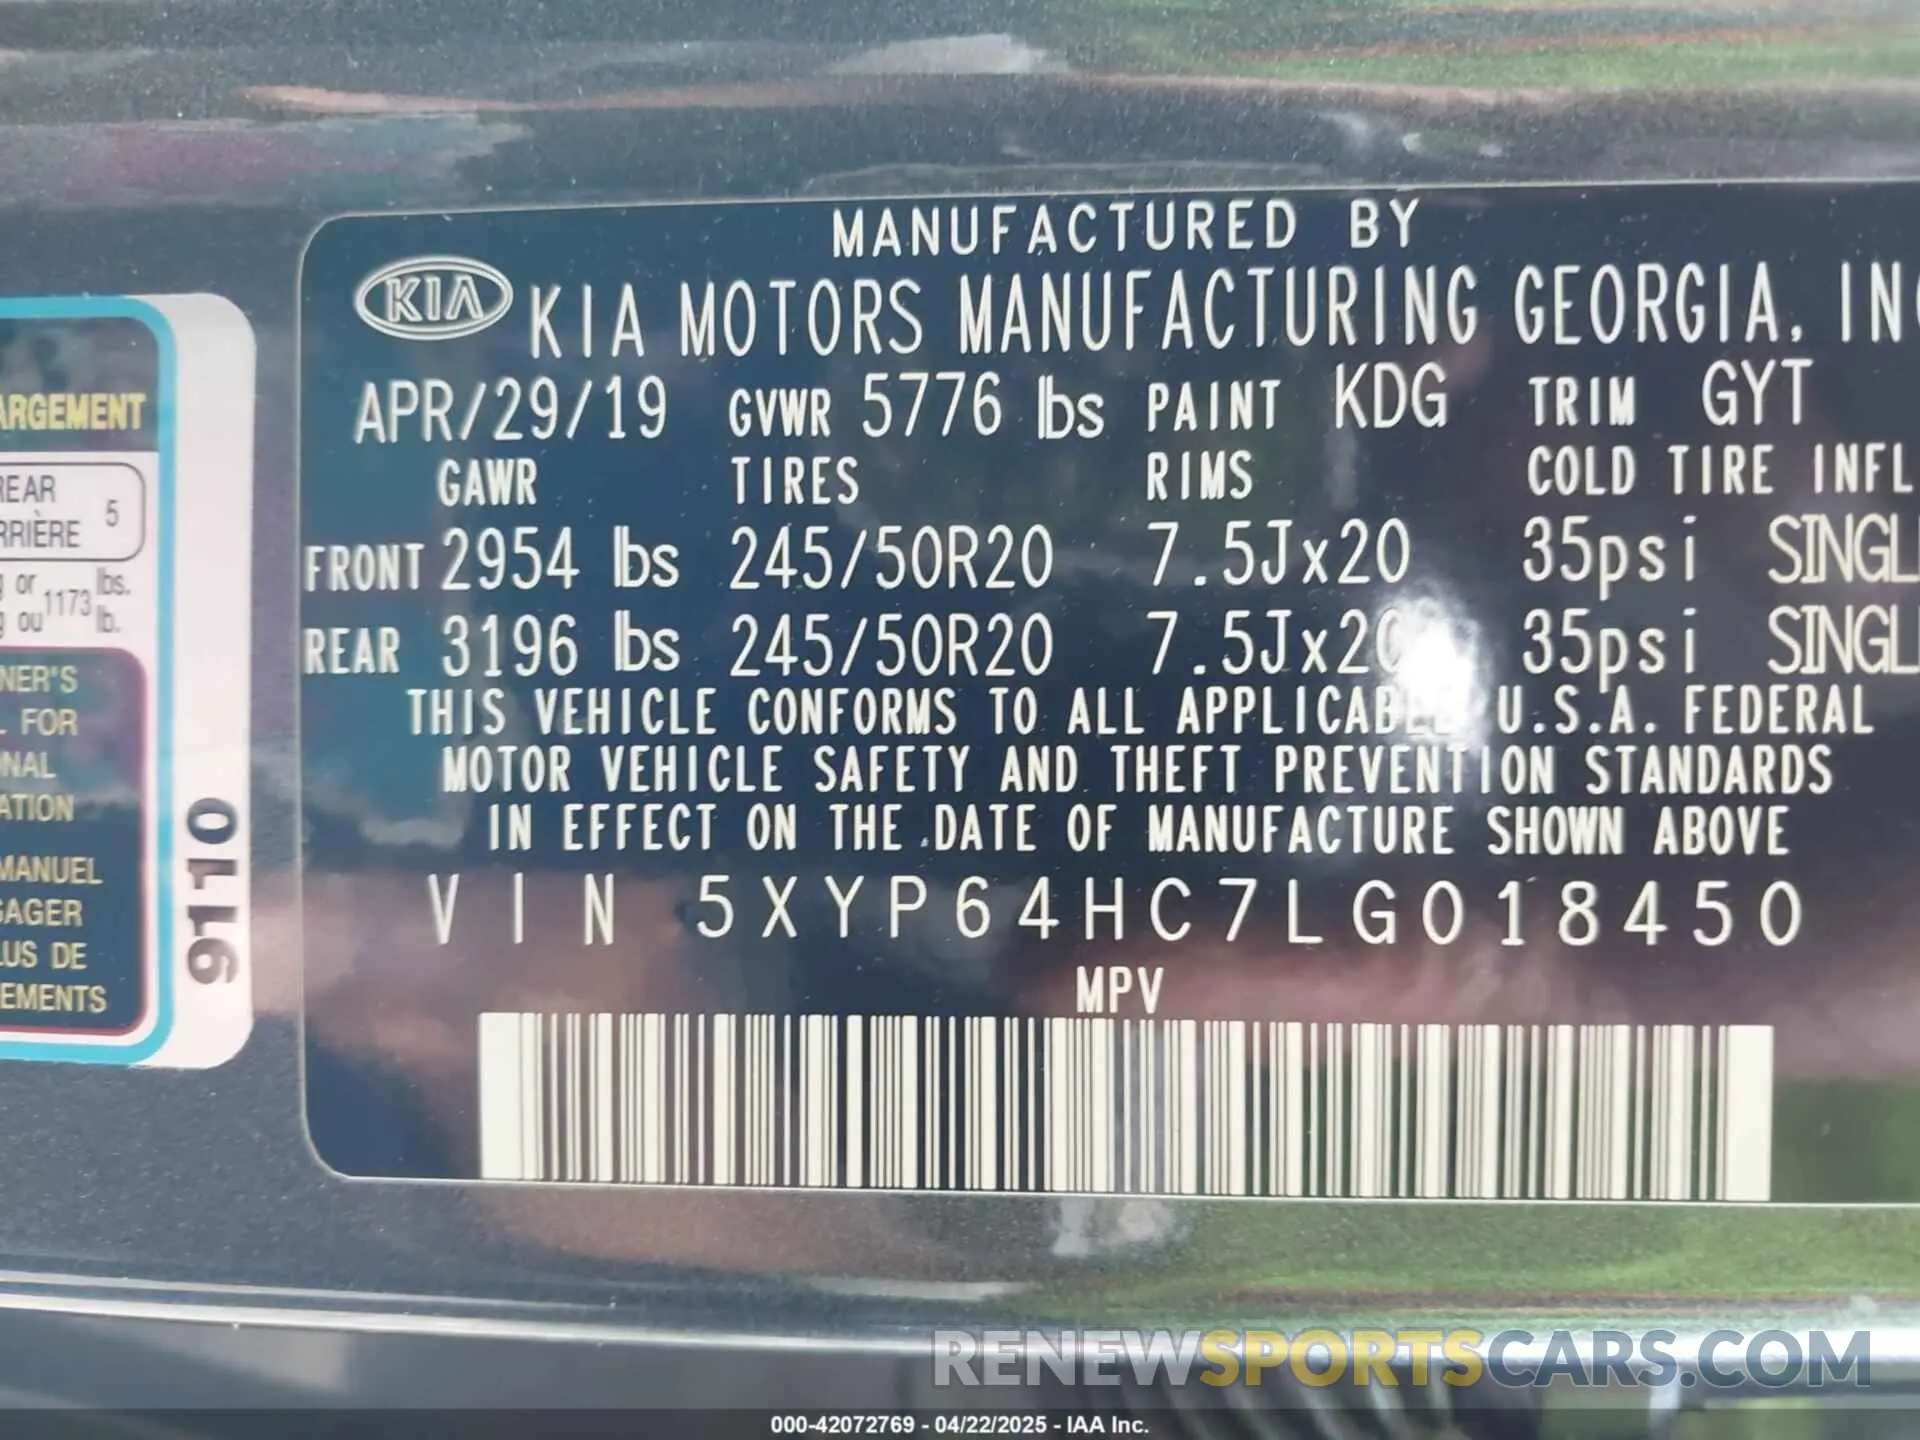 MANUFACTURED BY
KIA KIA MOTORS MANUFACTURING GEORGIA, INC
APR/29/19 GVWR 5776 lbs PAINT KDG TRIM GYT
GAWR TIRES RIMS COLD TIRE INFL
FRONT 2954 lbs 245/50R20 7.5Jx20 35psi SINGL
REAR 3196 lbs 245/50R20 7.5Jx20 35psi SINGL
THIS VEHICLE CONFORMS TO ALL APPLICABLE U.S.A. FEDERAL
MOTOR VEHICLE SAFETY AND THEFT PREVENTION STANDARDS
IN EFFECT ON THE DATE OF MANUFACTURE SHOWN ABOVE
VIN 5XYP64HC7LG018450
MPV
ARGEMENT
REAR
RRIÈRE 5
g or 1173 lbs.
g ou lb.
NER'S
L FOR
NAL
ATION
MANUEL
SAGER
LUS DE
EMENTS
9110
RENEWSPORTSCARS.COM
000-42072769 - 04/22/2025 - IAA Inc.